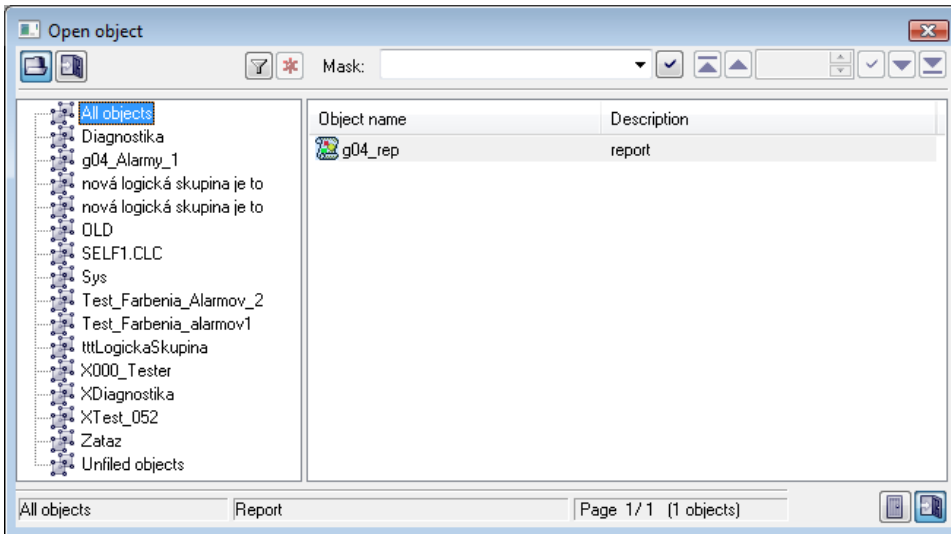 Open object
Mask:
All objects
Diagnostika
g04_Alarmy_1
nová logická skupina je to
nová logická skupina je to
OLD
SELF1.CLC
Sys
Test_Farbenia_Alarmov_2
Test_Farbenia_alarmov1
tttLogickaSkupina
X000_Tester
XDiagnostika
XTest_052
Zataz
Unfiled objects
Object name Description
g04_rep report
All objects Report Page 1/1 (1 objects)